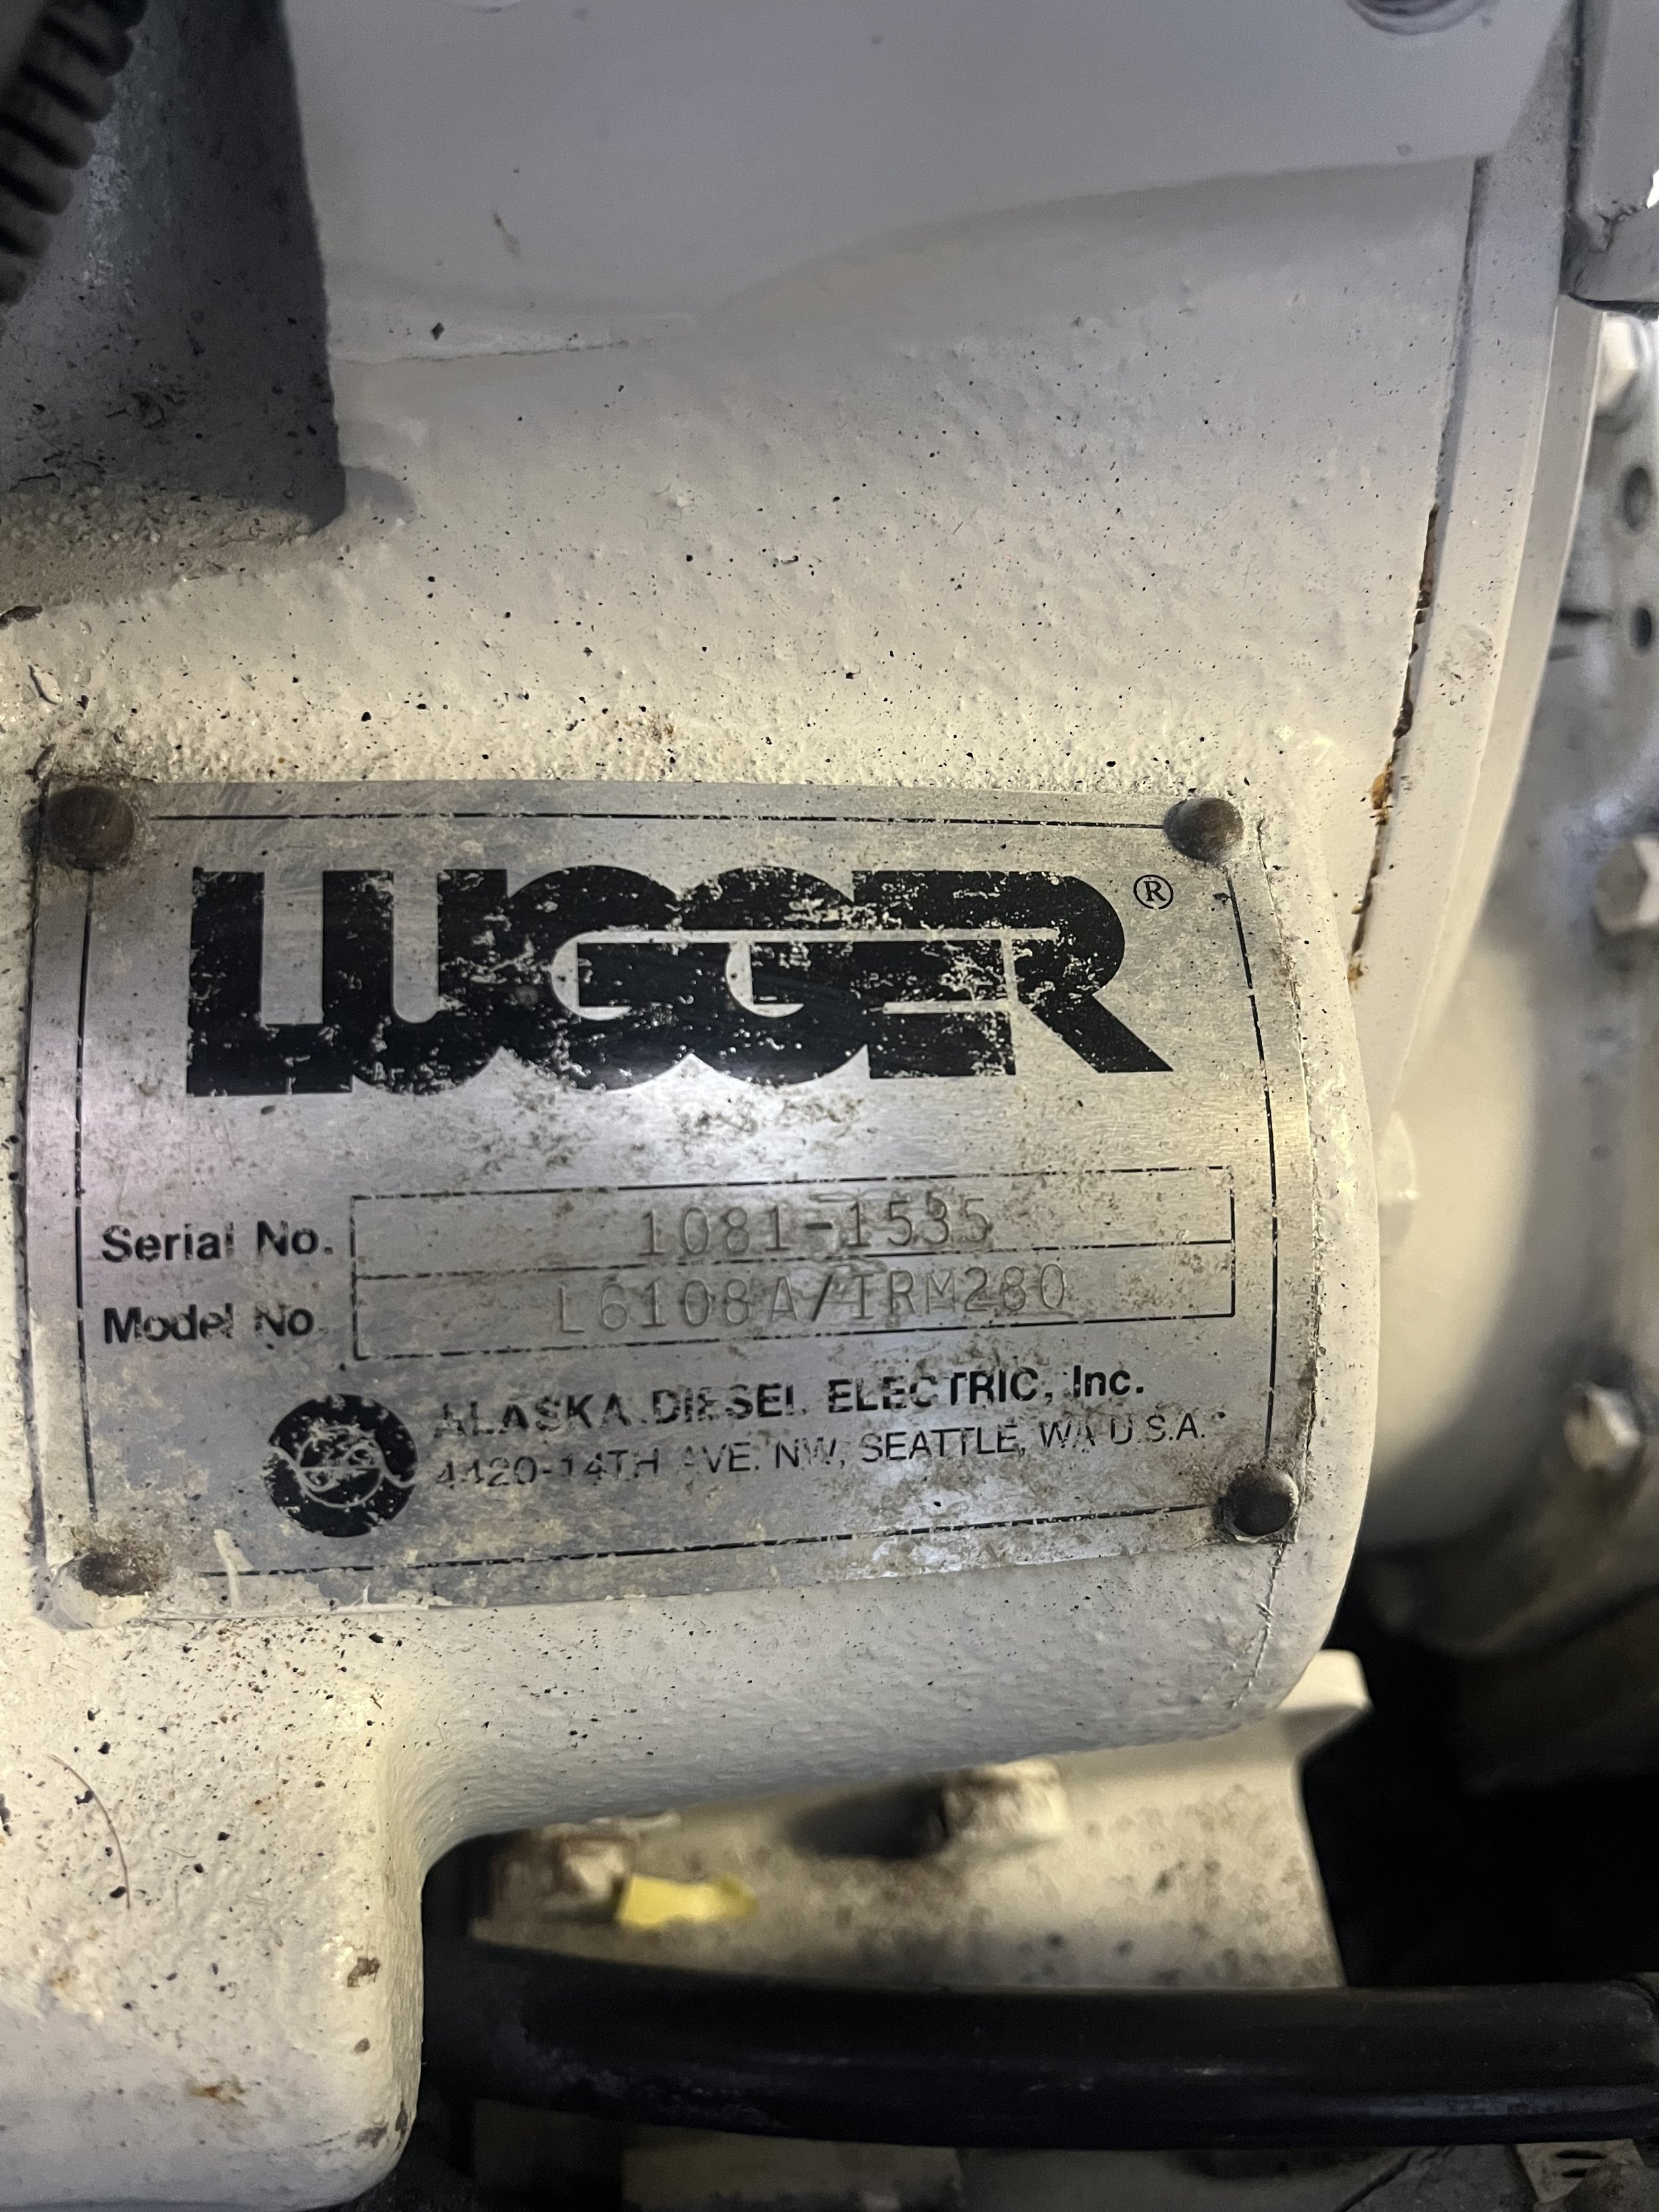 LUGGER ®
Serial No. 1081-1535
Model No. L6108A/IRM280
ALASKA DIESEL ELECTRIC, Inc.
4420-14TH AVE. NW, SEATTLE, WA U.S.A.